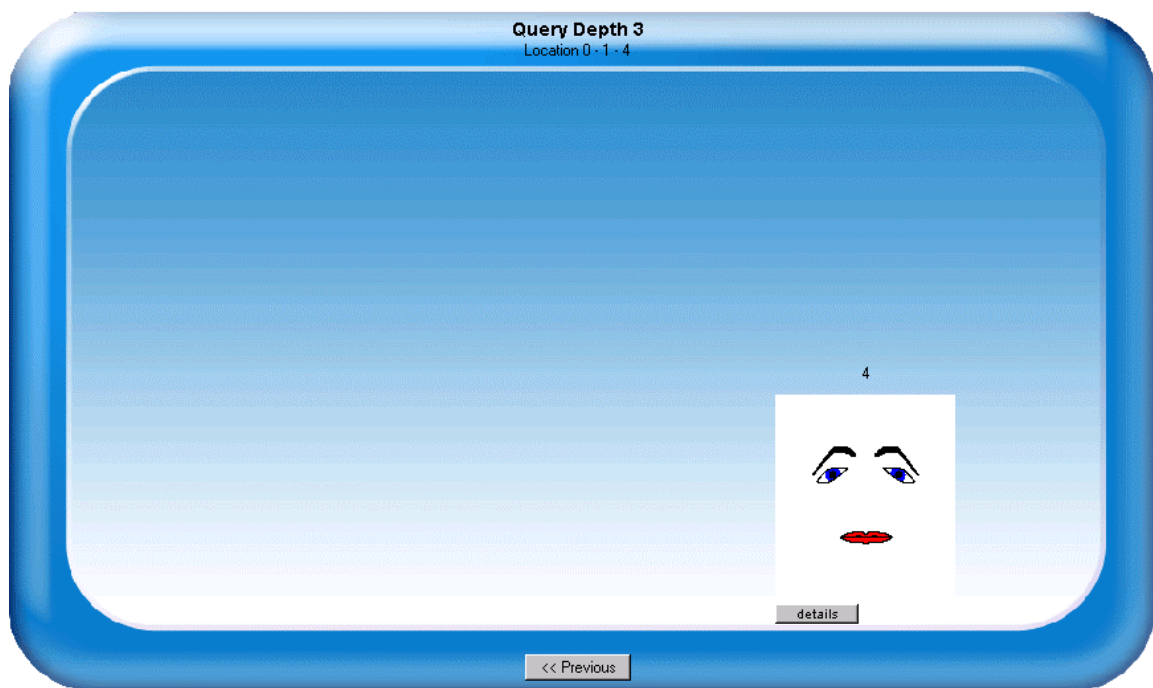 Query Depth 3
Location 0 - 1 - 4
4
details
<< Previous